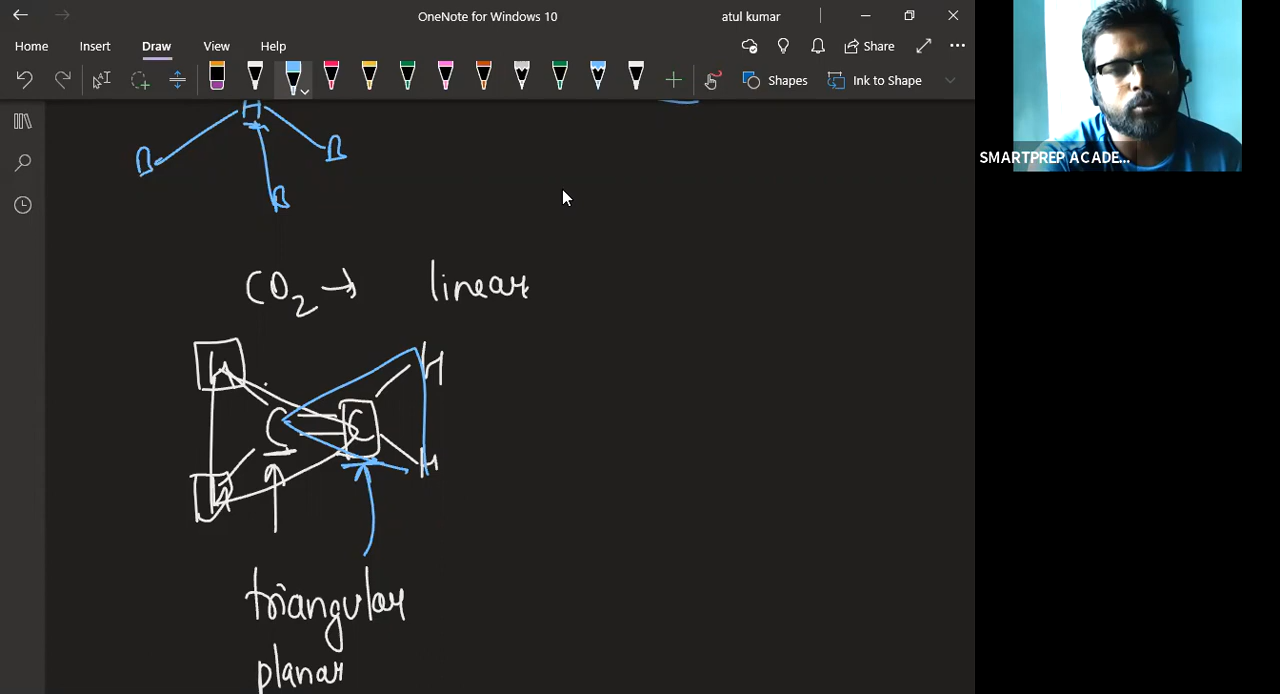 OneNote for Windows 10
atul kumar
Home Insert Draw View Help
Share
Shapes
Ink to Shape
SMARTPREP ACADE...
A
B B
B
CO2 → linear
H H
C C
H H
triangular
planar